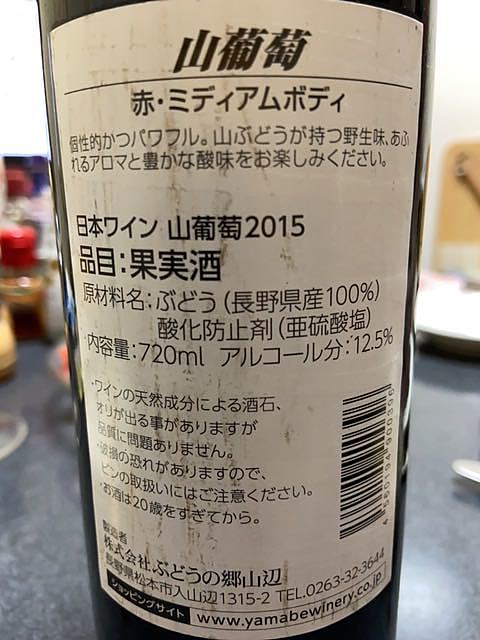 山葡萄
赤・ミディアムボディ
個性的かつパワフル。山ぶどうが持つ野生味、あふ
れるアロマと豊かな酸味をお楽しみください。
日本ワイン 山葡萄2015
品目：果実酒
原材料名：ぶどう（長野県産100%）
酸化防止剤（亜硫酸塩）
内容量：720ml アルコール分：12.5%
・ワインの天然成分による酒石、
オリが出る事がありますが
品質に問題ありません。
・破損の恐れがありますので、
ビンの取扱いにはご注意ください。
・お酒は20歳をすぎてから。
製造者
株式会社ぶどうの郷山辺
長野県松本市入山辺1315-2 TEL.0263-32-3644
ショッピングサイト www.yamabewinery.co.jp